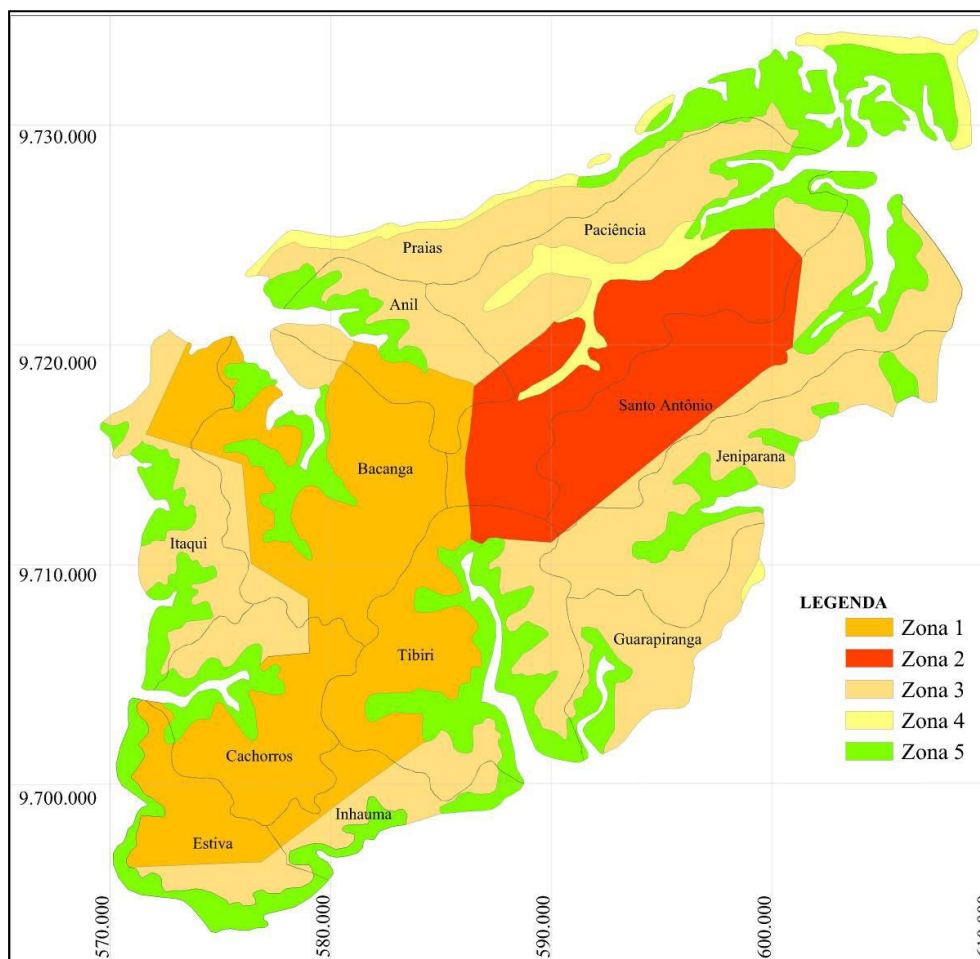 9.730.000
Paciência
Praias
Anil
9.720.000
Santo Antônio
Bacanga
Jeniparana
Itaqui
9.710.000
LEGENDA
Zona 1
Guarapiranga
Tibiri
Zona 2
Zona 3
Zona 4
Cachorros
Zona 5
9.700.000
Inhauma
Estiva
570.000
580.000
590.000
600.000